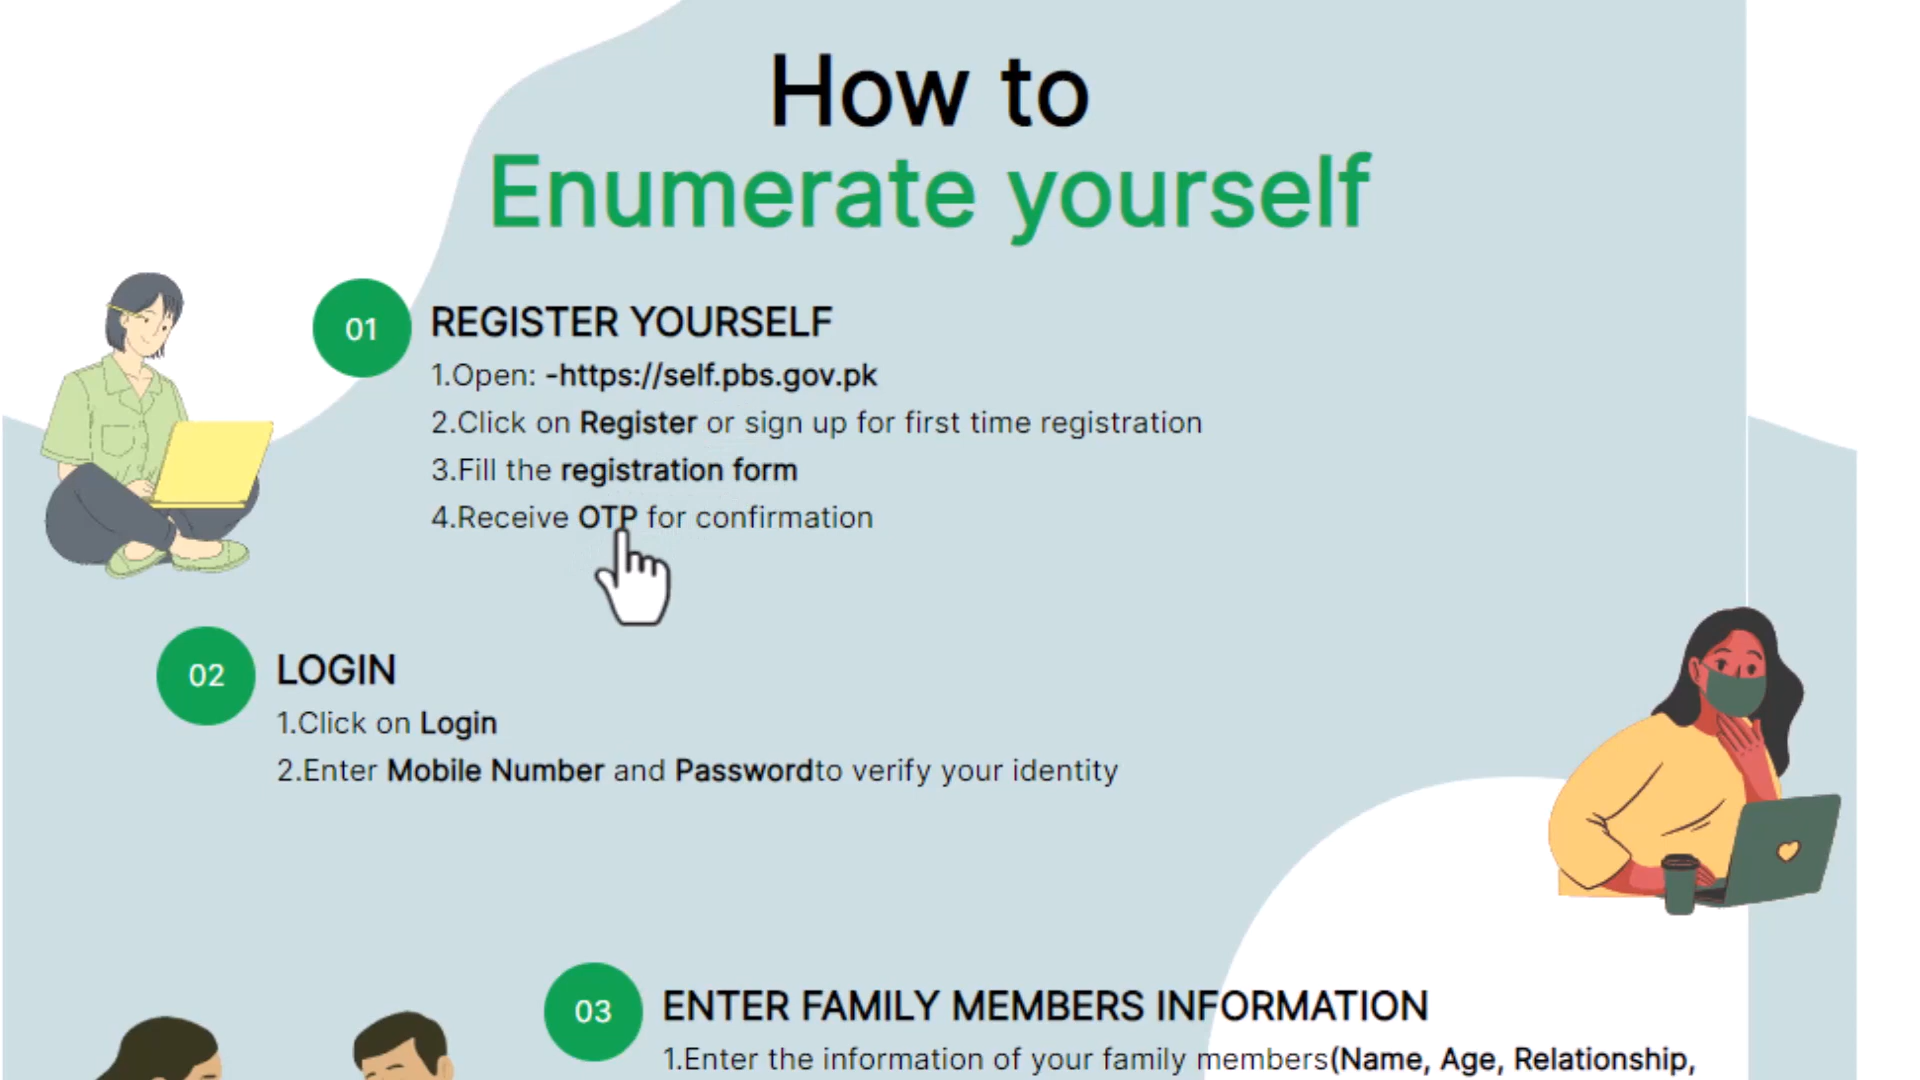 How to
Enumerate yourself
01
REGISTER YOURSELF
1.Open: -https://self.pbs.gov.pk
2.Click on Register or sign up for first time registration
3.Fill the registration form
4.Receive OTP for confirmation
02
LOGIN
1.Click on Login
2.Enter Mobile Number and Passwordto verify your identity
03
ENTER FAMILY MEMBERS INFORMATION
1.Enter the information of your family members(Name, Age, Relationship,